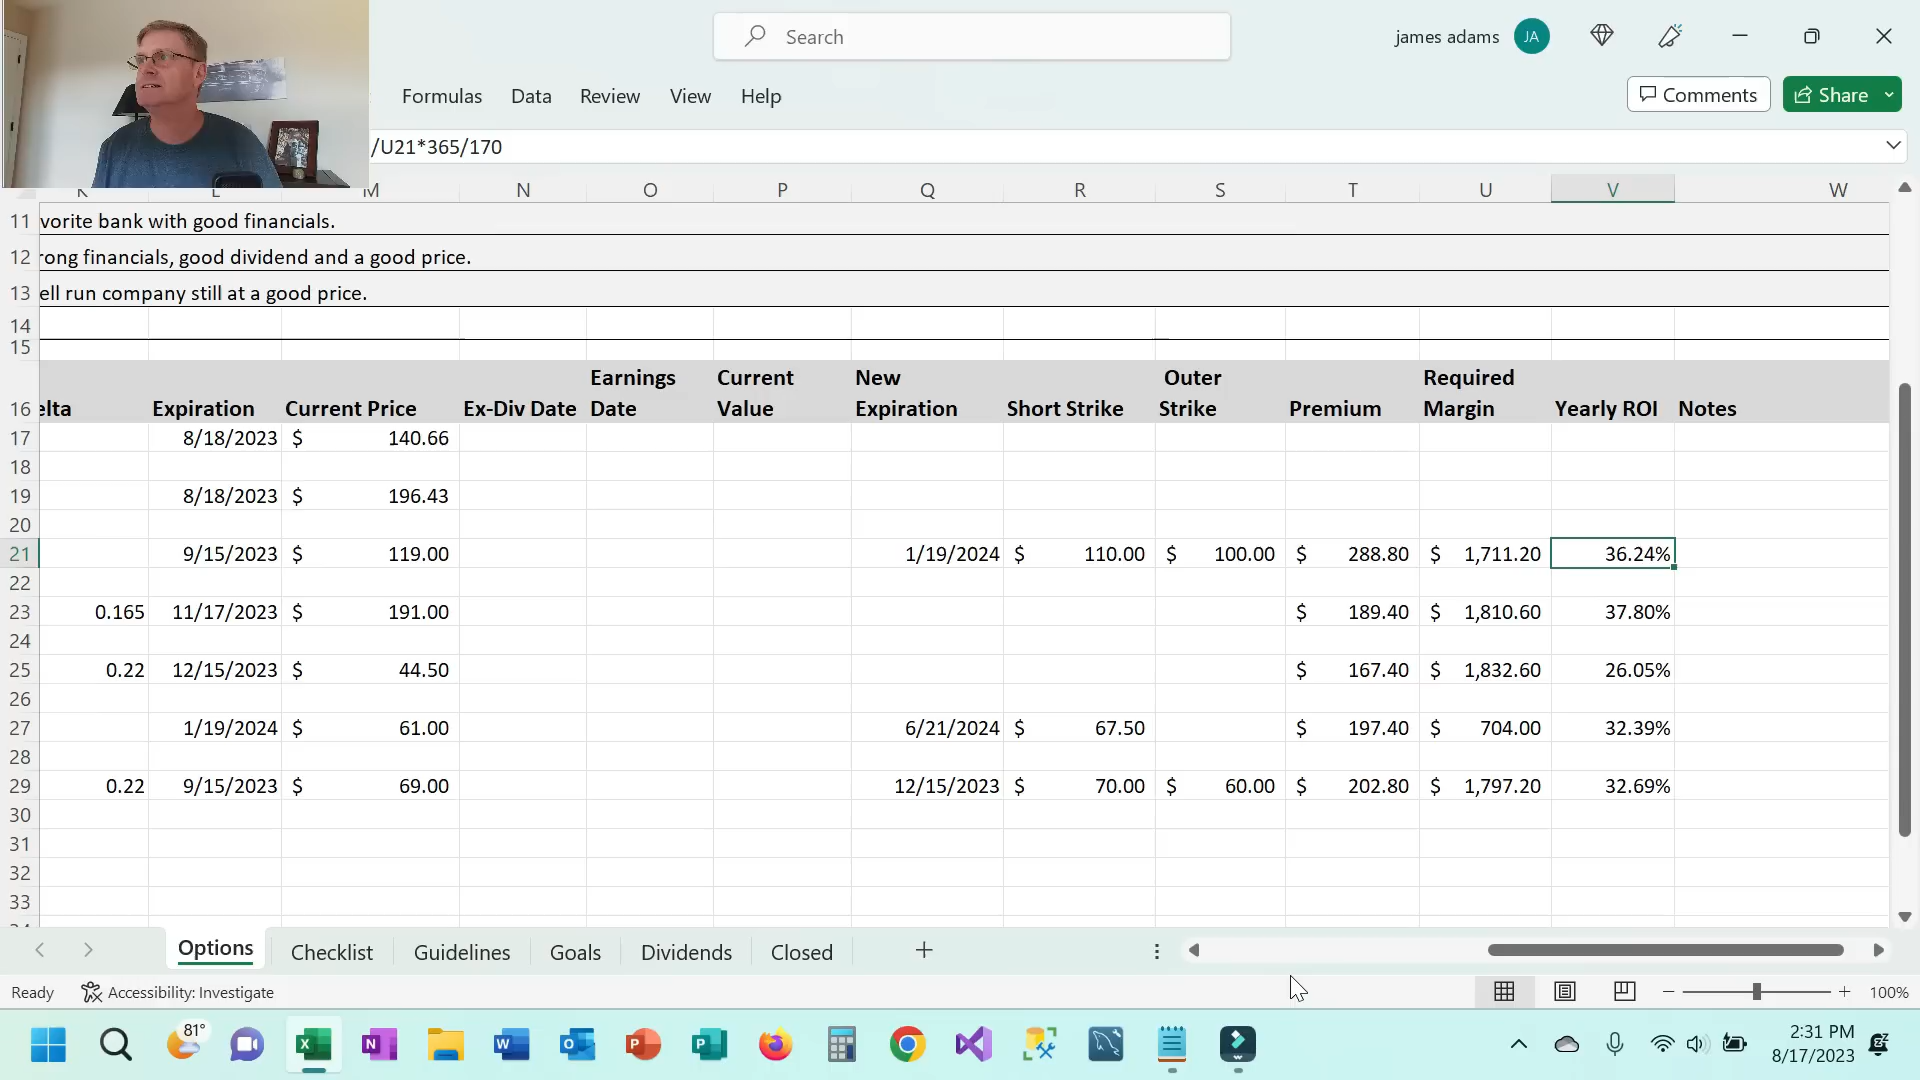 Search
james adams JA
Formulas Data Review View Help Comments Share
/U21*365/170
K L M N O P Q R S T U V W
11 vorite bank with good financials.
12 rong financials, good dividend and a good price.
13 ell run company still at a good price.
14
15
Earnings Current New Outer Required
16 elta Expiration Current Price Ex-Div Date Date Value Expiration Short Strike Strike Premium Margin Yearly ROI Notes
17 8/18/2023 $ 140.66
18
19 8/18/2023 $ 196.43
20
21 9/15/2023 $ 119.00 1/19/2024 $ 110.00 $ 100.00 $ 288.80 $ 1,711.20 36.24%
22
23 0.165 11/17/2023 $ 191.00 $ 189.40 $ 1,810.60 37.80%
24
25 0.22 12/15/2023 $ 44.50 $ 167.40 $ 1,832.60 26.05%
26
27 1/19/2024 $ 61.00 6/21/2024 $ 67.50 $ 197.40 $ 704.00 32.39%
28
29 0.22 9/15/2023 $ 69.00 12/15/2023 $ 70.00 $ 60.00 $ 202.80 $ 1,797.20 32.69%
30
31
32
33
Options Checklist Guidelines Goals Dividends Closed
Ready Accessibility: Investigate 100%
81°
2:31 PM
8/17/2023